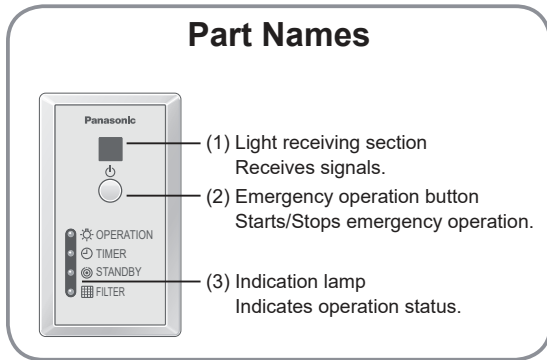 Part Names
Panasonic
(1) Light receiving section
Receives signals.
(2) Emergency operation button
Starts/Stops emergency operation.
OPERATION
TIMER
STANDBY
FILTER
(3) Indication lamp
Indicates operation status.